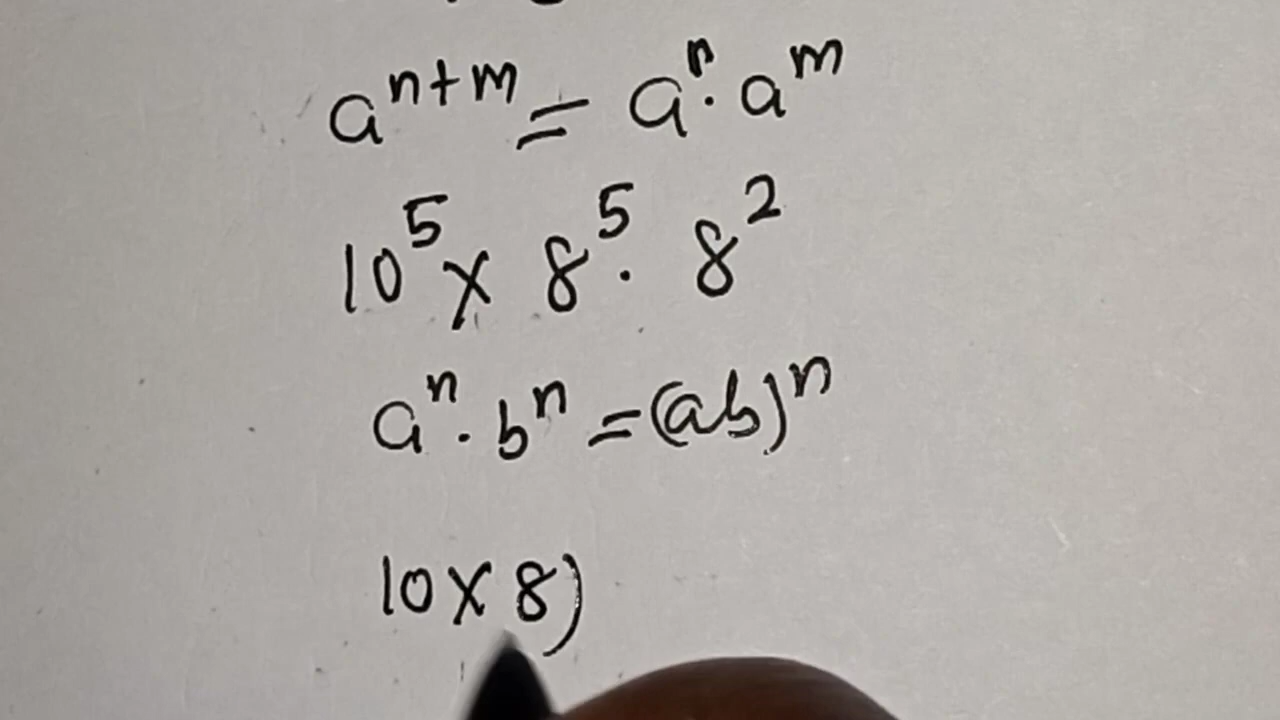 a^{n+m} = a^n · a^m
10^5 × 8^5 · 8^2
a^n · b^n = (ab)^n
10 × 8)